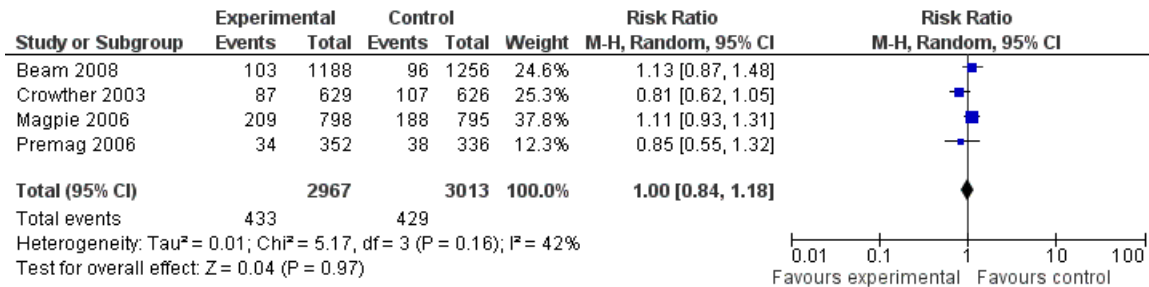 Experimental Control Risk Ratio Risk Ratio
Study or Subgroup Events Total Events Total Weight M-H, Random, 95% CI M-H, Random, 95% CI
Beam 2008 103 1188 96 1256 24.6% 1.13 [0.87, 1.48]
Crowther 2003 87 629 107 626 25.3% 0.81 [0.62, 1.05]
Magpie 2006 209 798 188 795 37.8% 1.11 [0.93, 1.31]
Premag 2006 34 352 38 336 12.3% 0.85 [0.55, 1.32]
Total (95% CI) 2967 3013 100.0% 1.00 [0.84, 1.18]
Total events 433 429
Heterogeneity: Tau² = 0.01; Chi² = 5.17, df = 3 (P = 0.16); I² = 42%
Test for overall effect: Z = 0.04 (P = 0.97)
0.01 0.1 1 10 100
Favours experimental Favours control